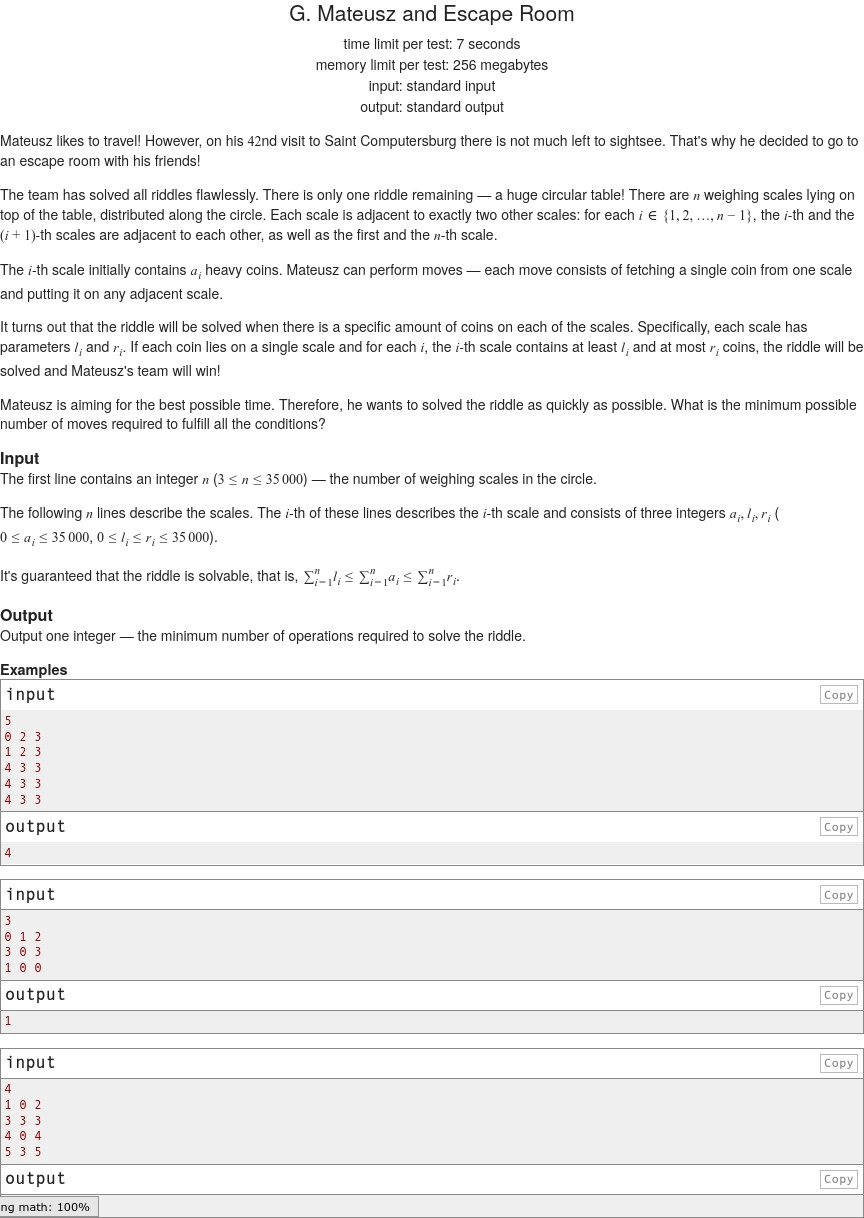 G. Mateusz and Escape Room
time limit per test: 7 seconds
memory limit per test: 256 megabytes
input: standard input
output: standard output
Mateusz likes to travel! However, on his 42nd visit to Saint Computersburg there is not much left to sightsee. That's why he decided to go to
an escape room with his friends!
The team has solved all riddles flawlessly. There is only one riddle remaining — a huge circular table! There are n weighing scales lying on
top of the table, distributed along the circle. Each scale is adjacent to exactly two other scales: for each i ∈ {1, 2, …, n − 1}, the i-th and the
(i + 1)-th scales are adjacent to each other, as well as the first and the n-th scale.
The i-th scale initially contains a_i heavy coins. Mateusz can perform moves — each move consists of fetching a single coin from one scale
and putting it on any adjacent scale.
It turns out that the riddle will be solved when there is a specific amount of coins on each of the scales. Specifically, each scale has
parameters l_i and r_i. If each coin lies on a single scale and for each i, the i-th scale contains at least l_i and at most r_i coins, the riddle will be
solved and Mateusz's team will win!
Mateusz is aiming for the best possible time. Therefore, he wants to solved the riddle as quickly as possible. What is the minimum possible
number of moves required to fulfill all the conditions?
Input
The first line contains an integer n (3 ≤ n ≤ 35 000) — the number of weighing scales in the circle.
The following n lines describe the scales. The i-th of these lines describes the i-th scale and consists of three integers a_i, l_i, r_i (
0 ≤ a_i ≤ 35 000, 0 ≤ l_i ≤ r_i ≤ 35 000).
It's guaranteed that the riddle is solvable, that is, ∑_{i=1}^n l_i ≤ ∑_{i=1}^n a_i ≤ ∑_{i=1}^n r_i.
Output
Output one integer — the minimum number of operations required to solve the riddle.
Examples
input Copy
5
0 2 3
1 2 3
4 3 3
4 3 3
4 3 3
output Copy
4
input Copy
3
0 1 2
3 0 3
1 0 0
output Copy
1
input Copy
4
1 0 2
3 3 3
4 0 4
5 3 5
output Copy
ng math: 100%